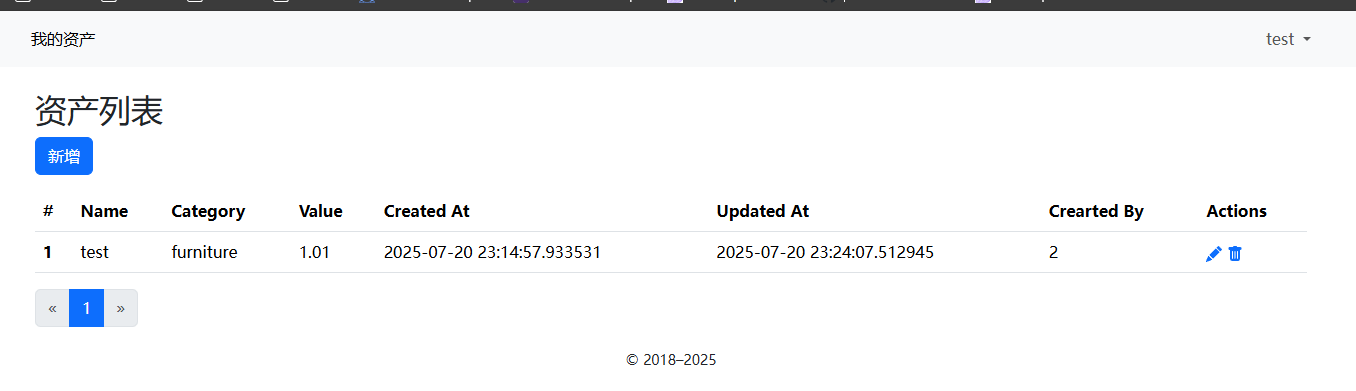 我的资产 test
资产列表
新增
# Name Category Value Created At Updated At Crearted By Actions
1 test furniture 1.01 2025-07-20 23:14:57.933531 2025-07-20 23:24:07.512945 2
« 1 »
© 2018–2025